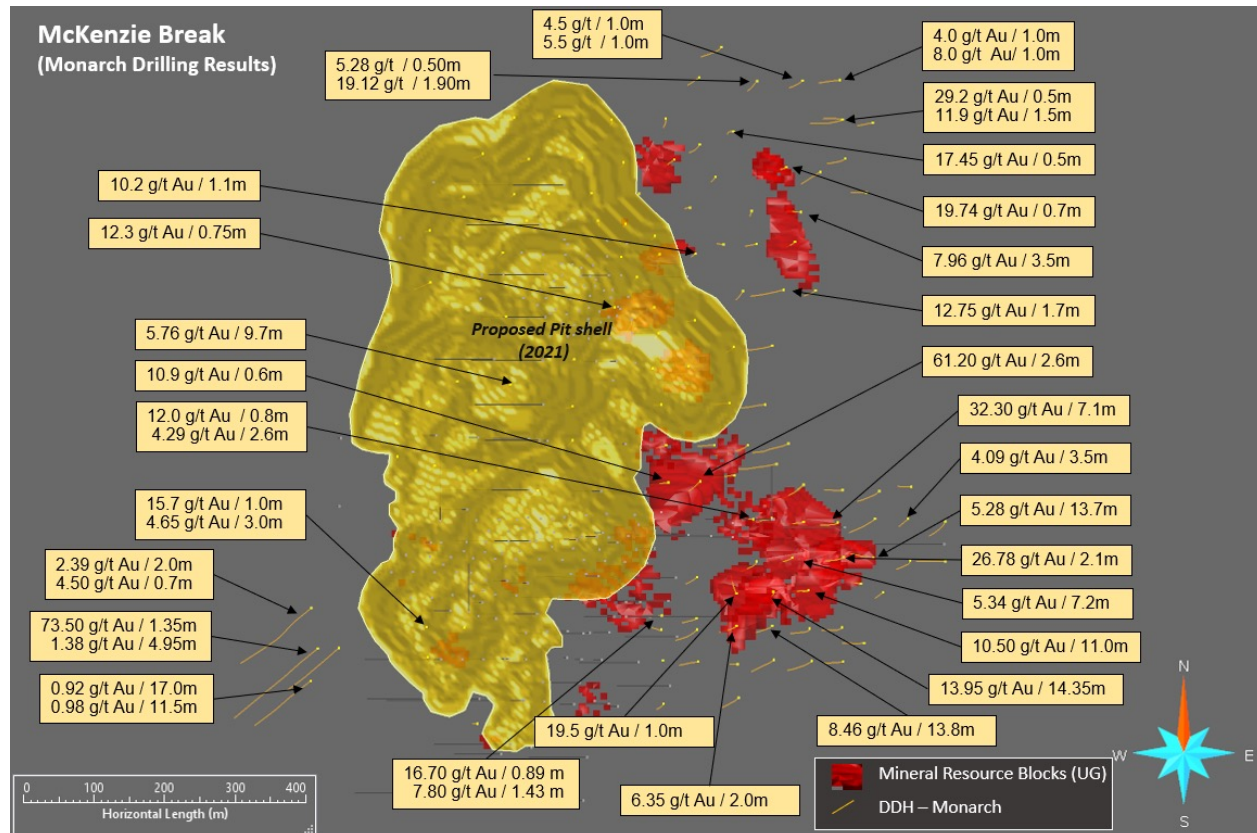 McKenzie Break
(Monarch Drilling Results)
4.5 g/t / 1.0m
5.5 g/t / 1.0m
4.0 g/t Au / 1.0m
8.0 g/t Au/ 1.0m
5.28 g/t / 0.50m
19.12 g/t / 1.90m
29.2 g/t Au / 0.5m
11.9 g/t Au / 1.5m
17.45 g/t Au / 0.5m
10.2 g/t Au / 1.1m
19.74 g/t Au / 0.7m
12.3 g/t Au / 0.75m
7.96 g/t Au / 3.5m
12.75 g/t Au / 1.7m
Proposed Pit shell
(2021)
5.76 g/t Au / 9.7m
61.20 g/t Au / 2.6m
10.9 g/t Au / 0.6m
32.30 g/t Au / 7.1m
12.0 g/t Au / 0.8m
4.29 g/t Au / 2.6m
4.09 g/t Au / 3.5m
15.7 g/t Au / 1.0m
4.65 g/t Au / 3.0m
5.28 g/t Au / 13.7m
26.78 g/t Au / 2.1m
2.39 g/t Au / 2.0m
4.50 g/t Au / 0.7m
5.34 g/t Au / 7.2m
73.50 g/t Au / 1.35m
1.38 g/t Au / 4.95m
10.50 g/t Au / 11.0m
0.92 g/t Au / 17.0m
0.98 g/t Au / 11.5m
13.95 g/t Au / 14.35m
19.5 g/t Au / 1.0m
8.46 g/t Au / 13.8m
16.70 g/t Au / 0.89 m
7.80 g/t Au / 1.43 m
6.35 g/t Au / 2.0m
N
W
E
S
Mineral Resource Blocks (UG)
DDH – Monarch
0 100 200 300 400
Horizontal Length (m)